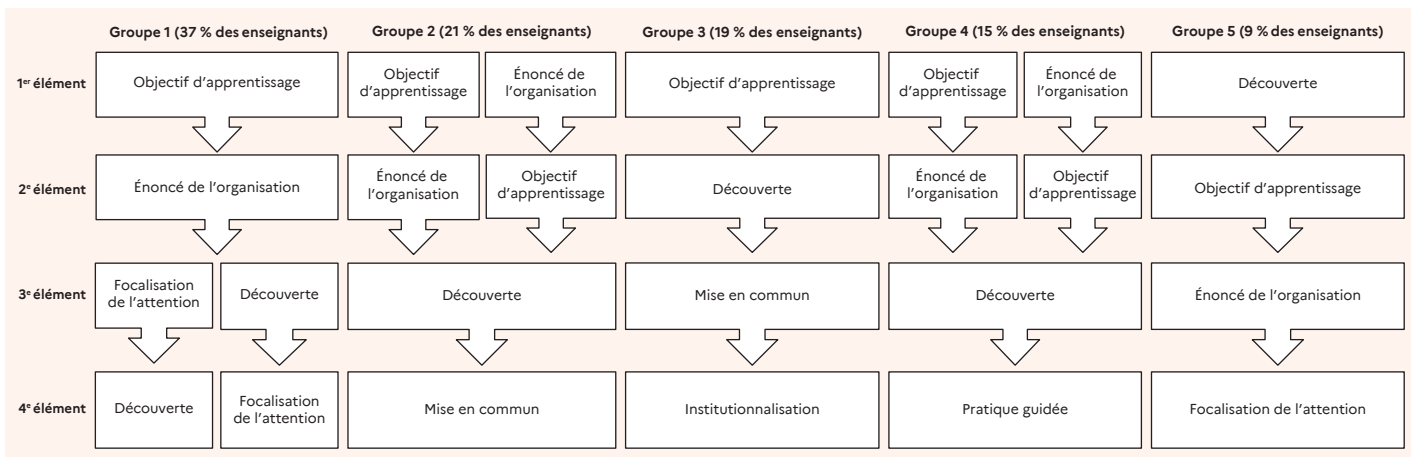 Groupe 1 (37 % des enseignants)
Groupe 2 (21 % des enseignants)
Groupe 3 (19 % des enseignants)
Groupe 4 (15 % des enseignants)
Groupe 5 (9 % des enseignants)
1er élément
Objectif d’apprentissage
Objectif
d’apprentissage
Énoncé de
l’organisation
Objectif d’apprentissage
Objectif
d’apprentissage
Énoncé de
l’organisation
Découverte
2e élément
Énoncé de l’organisation
Énoncé de
l’organisation
Objectif
d’apprentissage
Découverte
Énoncé de
l’organisation
Objectif
d’apprentissage
Objectif d’apprentissage
3e élément
Focalisation
de l’attention
Découverte
Découverte
Mise en commun
Découverte
Énoncé de l’organisation
4e élément
Découverte
Focalisation
de l’attention
Mise en commun
Institutionnalisation
Pratique guidée
Focalisation de l’attention